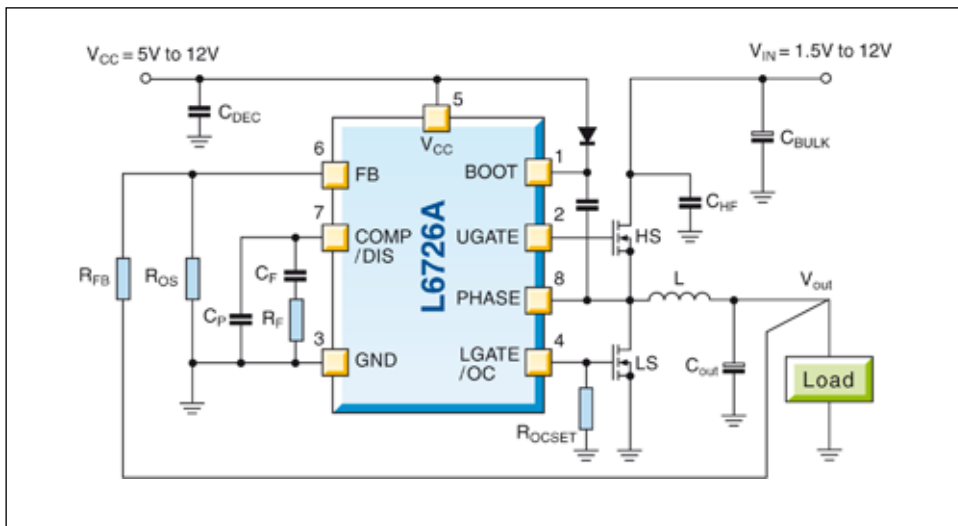 V_CC = 5V to 12V
V_IN = 1.5V to 12V
C_DEC
5
V_CC
C_BULK
6
FB
1
BOOT
C_HF
7
COMP
/DIS
2
UGATE
HS
L6726A
R_FB
R_OS
C_F
C_P
R_F
8
PHASE
L
V_out
3
GND
4
LGATE
/OC
LS
C_out
Load
R_OCSET